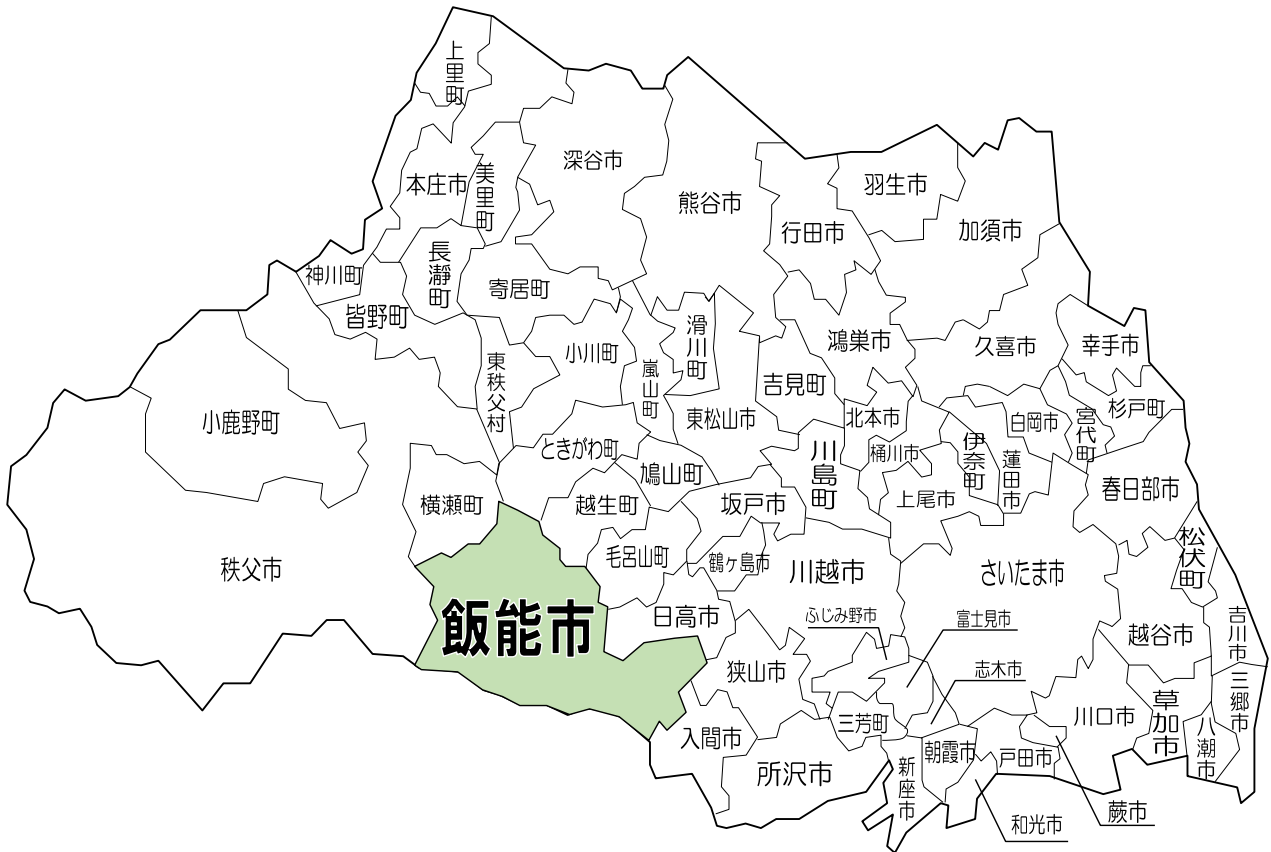 上里町
深谷市
本庄市
美里町
熊谷市
羽生市
行田市
加須市
神川町
長瀞町
寄居町
皆野町
滑川町
鴻巣市
久喜市
幸手市
小川町
東秩父村
嵐山町
吉見町
小鹿野町
東松山市
北本市
白岡市
宮代町
杉戸町
ときがわ町
鳩山町
川島町
桶川市
伊奈町
蓮田市
横瀬町
越生町
坂戸市
上尾市
春日部市
秩父市
毛呂山町
鶴ヶ島市
川越市
さいたま市
松伏町
飯能市
日高市
ふじみ野市
富士見市
越谷市
吉川市
狭山市
志木市
三郷市
入間市
三芳町
川口市
草加市
八潮市
所沢市
新座市
朝霞市
戸田市
和光市
蕨市